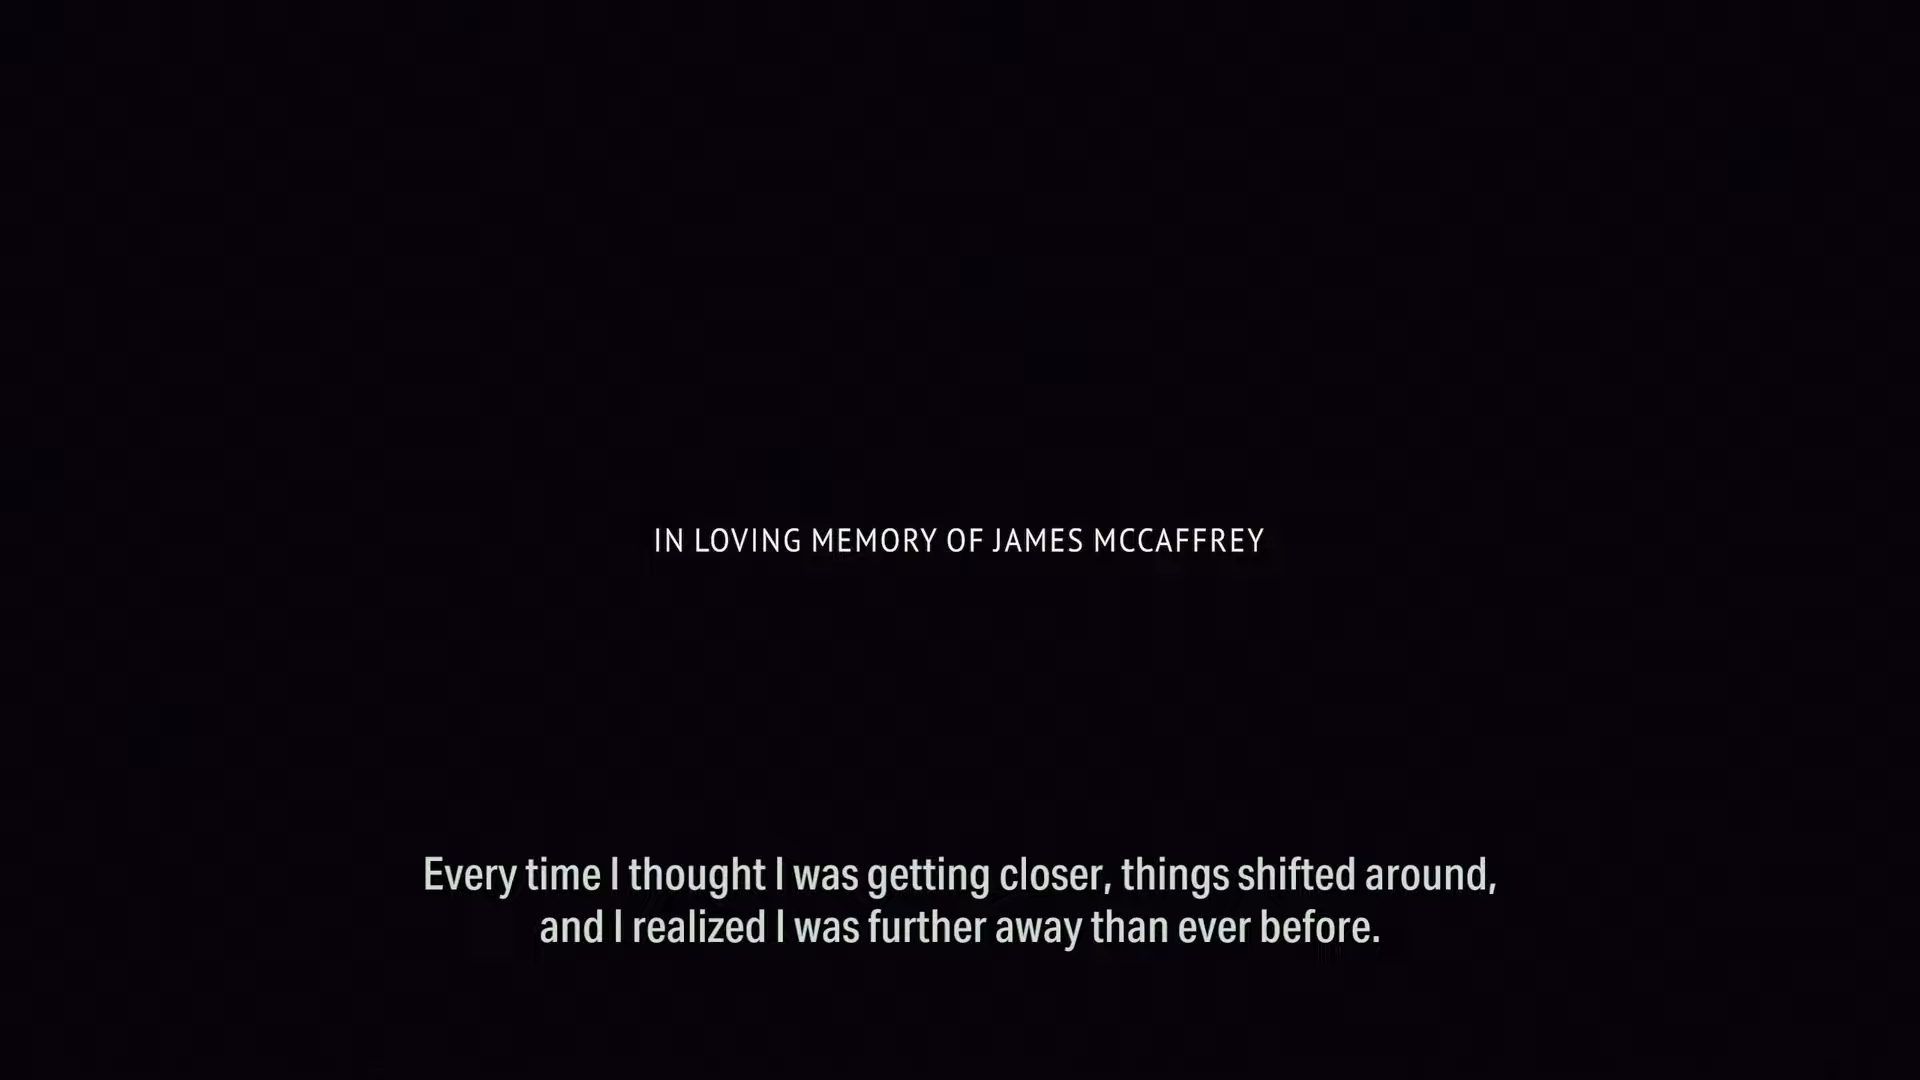 IN LOVING MEMORY OF JAMES MCCAFFREY
Every time I thought I was getting closer, things shifted around,
and I realized I was further away than ever before.